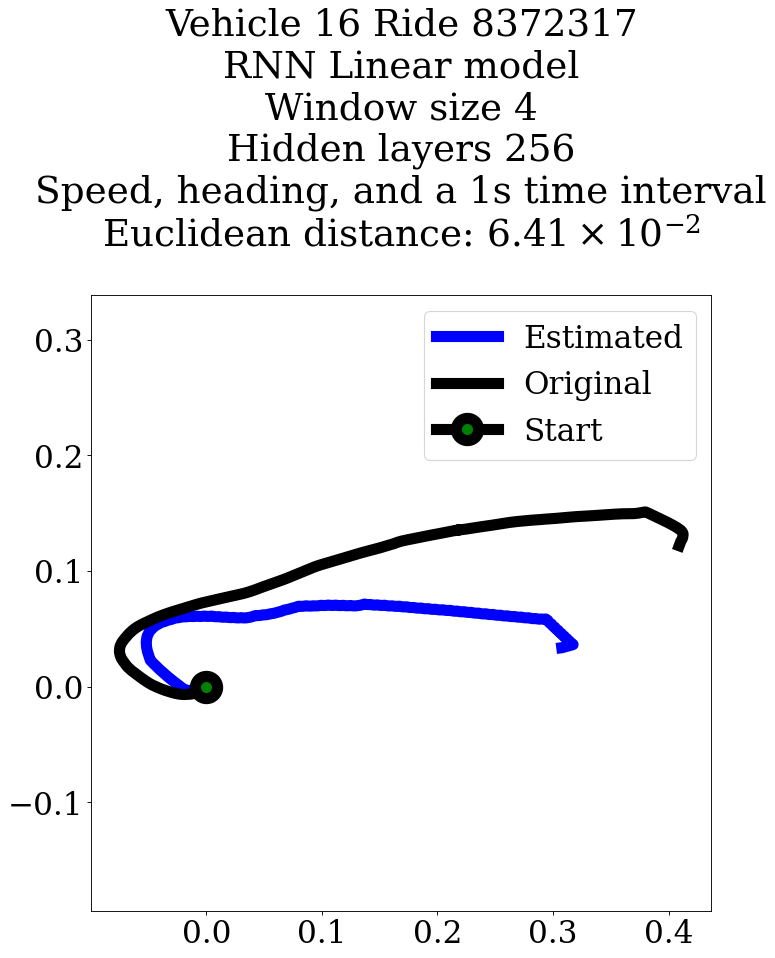 Vehicle 16 Ride 8372317
RNN Linear model
Window size 4
Hidden layers 256
Speed, heading, and a 1s time interval
Euclidean distance: 6.41 × 10⁻²
Estimated
Original
Start
0.3
0.2
0.1
0.0
−0.1
0.0 0.1 0.2 0.3 0.4